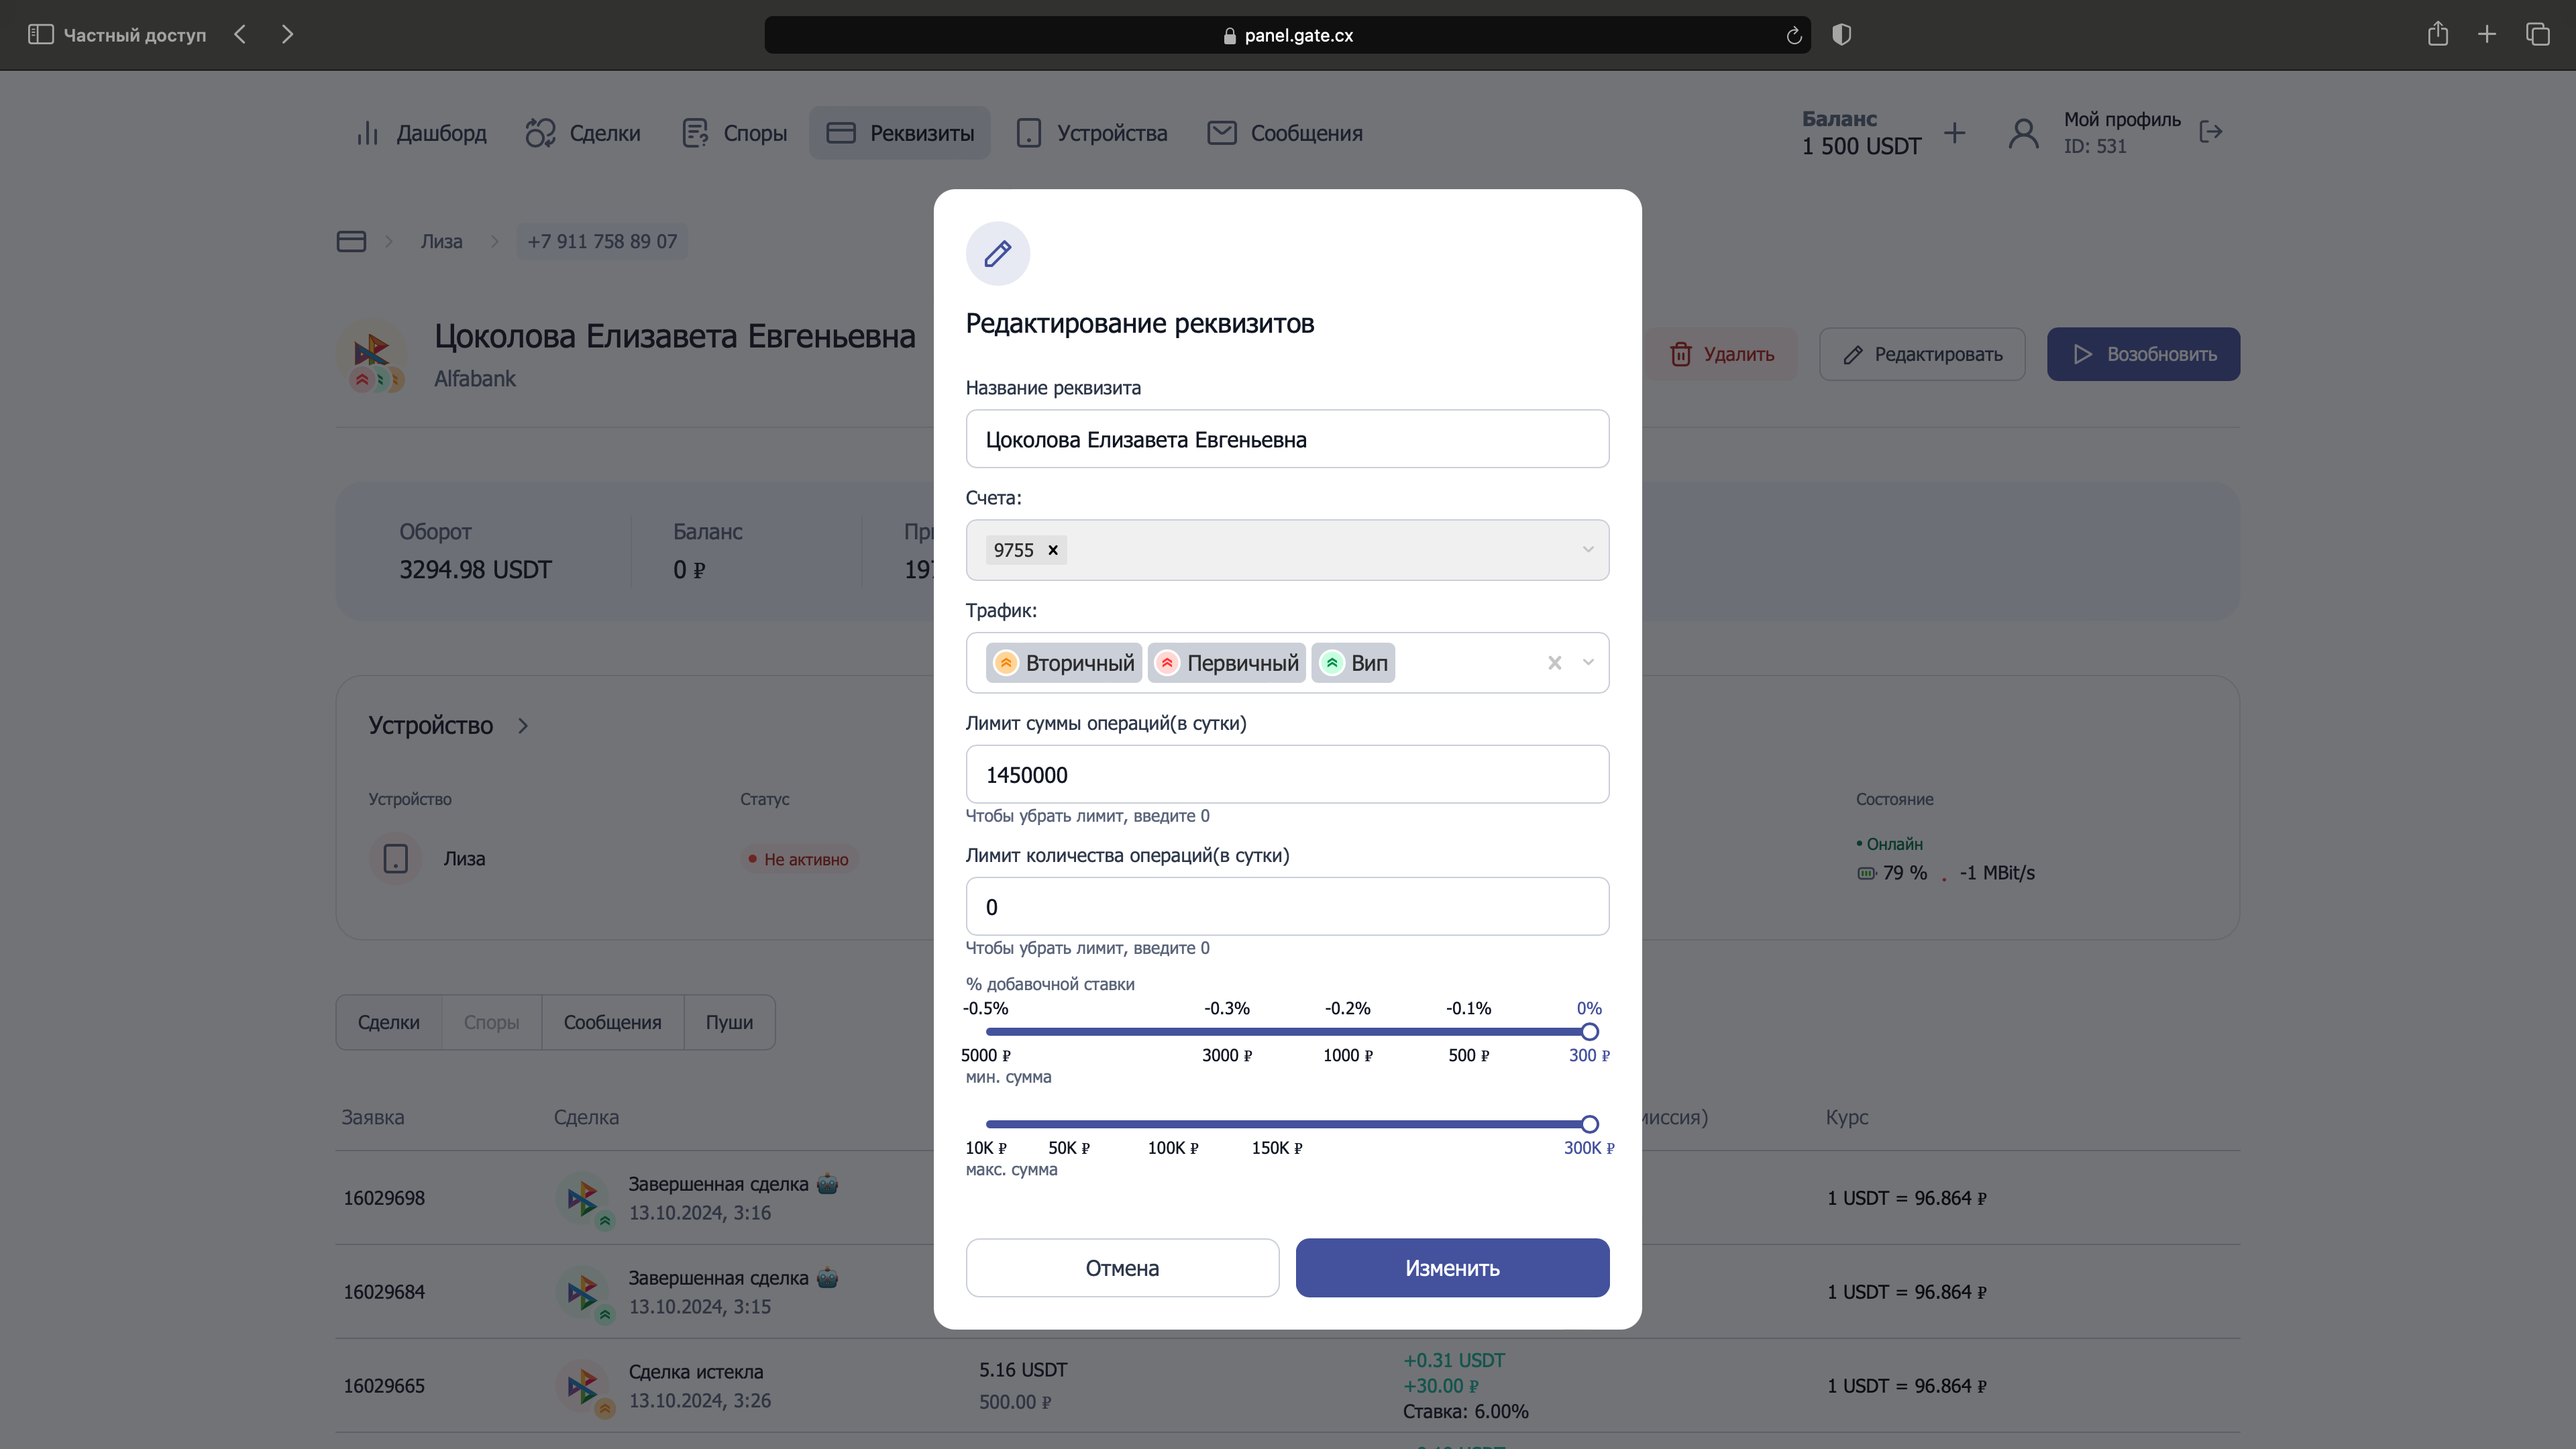 Частный доступ
panel.gate.cx
Дашборд
Сделки
Споры
Реквизиты
Устройства
Сообщения
Баланс
1 500 USDT
Мой профиль
ID: 531
Лиза
+7 911 758 89 07
Цоколова Елизавета Евгеньевна
Alfabank
Удалить
Редактировать
Возобновить
Оборот
3294.98 USDT
Баланс
0 ₽
Устройство
Устройство
Статус
Лиза
Не активно
Состояние
Онлайн
79 %
-1 MBit/s
Сделки
Споры
Сообщения
Пуши
Заявка
Сделка
Курс
16029698
Завершенная сделка
13.10.2024, 3:16
1 USDT = 96.864 ₽
16029684
Завершенная сделка
13.10.2024, 3:15
1 USDT = 96.864 ₽
16029665
Сделка истекла
13.10.2024, 3:26
5.16 USDT
500.00 ₽
+0.31 USDT
+30.00 ₽
Ставка: 6.00%
1 USDT = 96.864 ₽
Редактирование реквизитов
Название реквизита
Цоколова Елизавета Евгеньевна
Счета:
9755
Трафик:
Вторичный
Первичный
Вип
Лимит суммы операций(в сутки)
1450000
Чтобы убрать лимит, введите 0
Лимит количества операций(в сутки)
0
Чтобы убрать лимит, введите 0
% добавочной ставки
-0.5% -0.3% -0.2% -0.1% 0%
5000 ₽ 3000 ₽ 1000 ₽ 500 ₽ 300 ₽
мин. сумма
10K ₽ 50K ₽ 100K ₽ 150K ₽ 300K ₽
макс. сумма
Отмена
Изменить